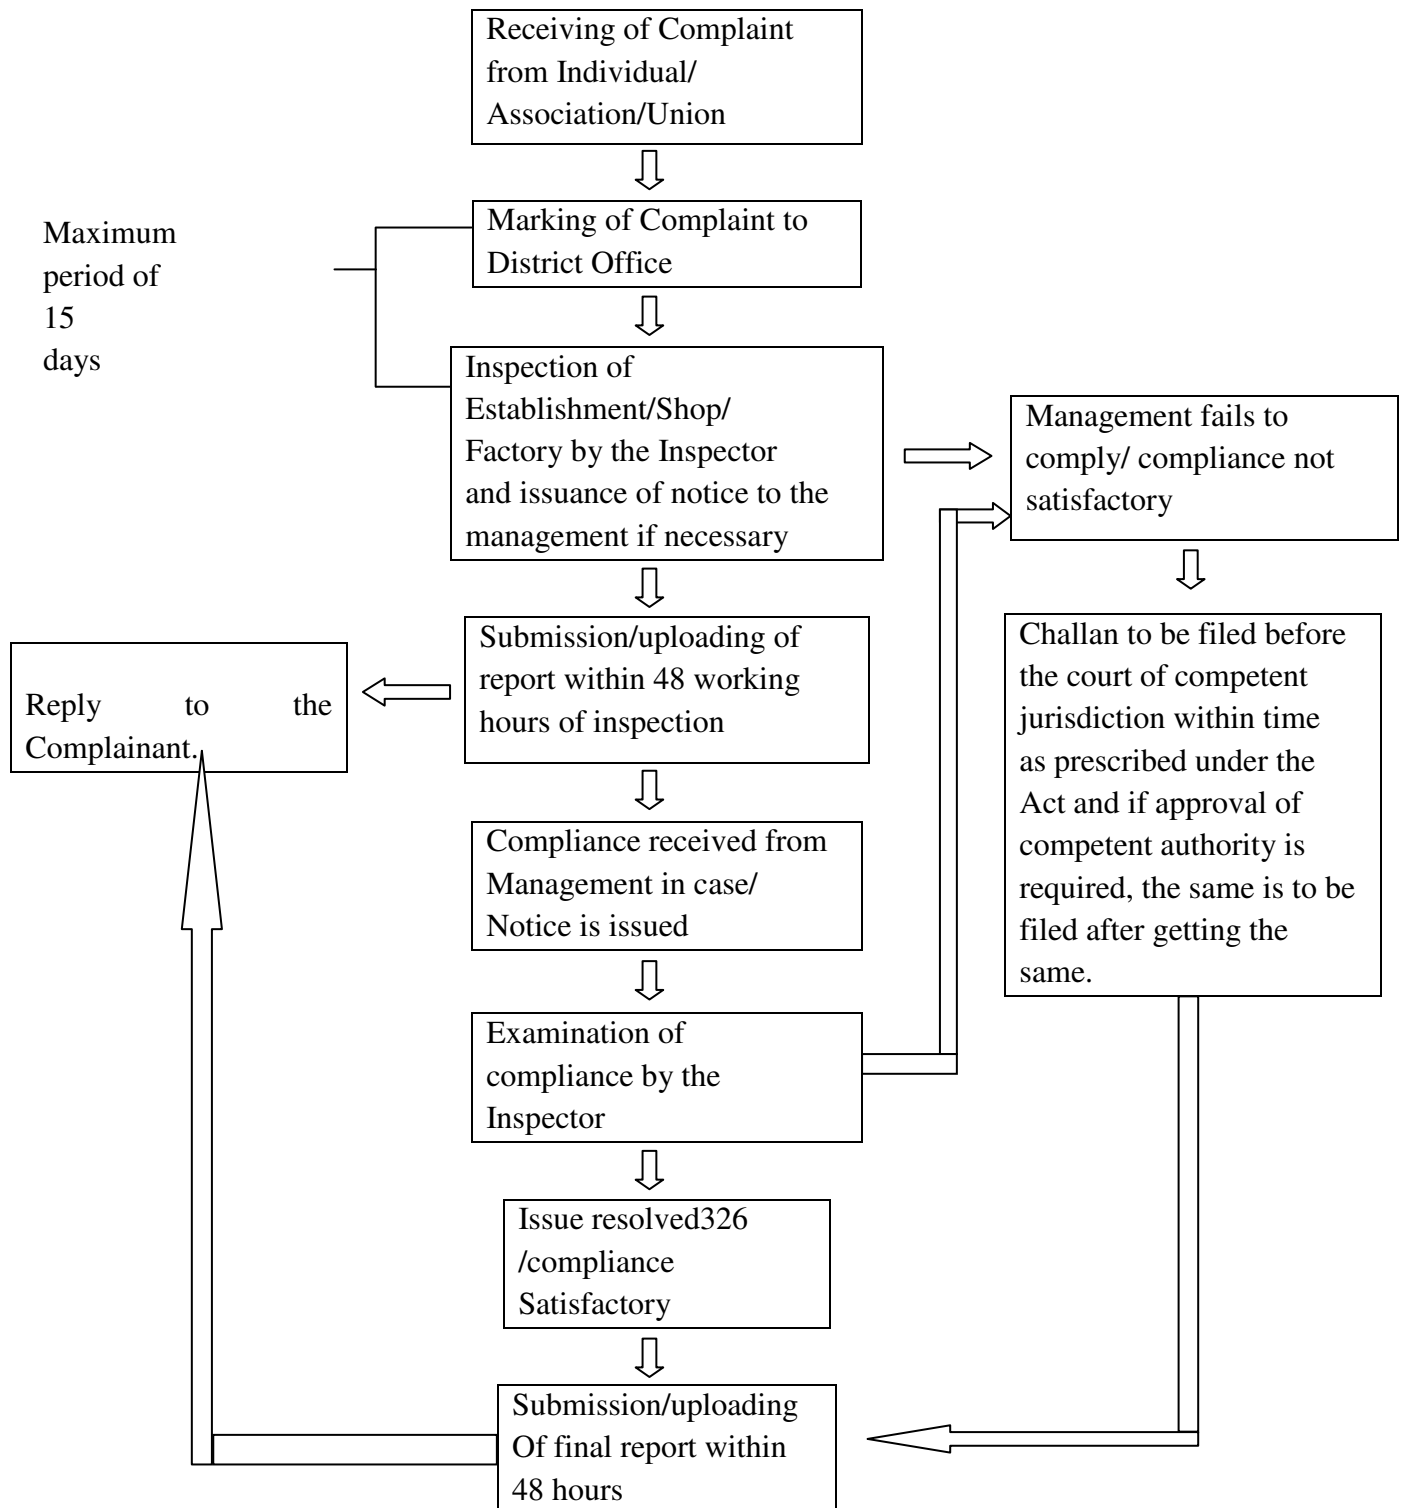 Receiving of Complaint
from Individual/
Association/Union
Maximum
period of
15
days
Marking of Complaint to
District Office
Inspection of
Establishment/Shop/
Factory by the Inspector
and issuance of notice to the
management if necessary
Management fails to
comply/ compliance not
satisfactory
Submission/uploading of
report within 48 working
hours of inspection
Reply to the
Complainant.
Challan to be filed before
the court of competent
jurisdiction within time
as prescribed under the
Act and if approval of
competent authority is
required, the same is to be
filed after getting the
same.
Compliance received from
Management in case/
Notice is issued
Examination of
compliance by the
Inspector
Issue resolved326
/compliance
Satisfactory
Submission/uploading
Of final report within
48 hours